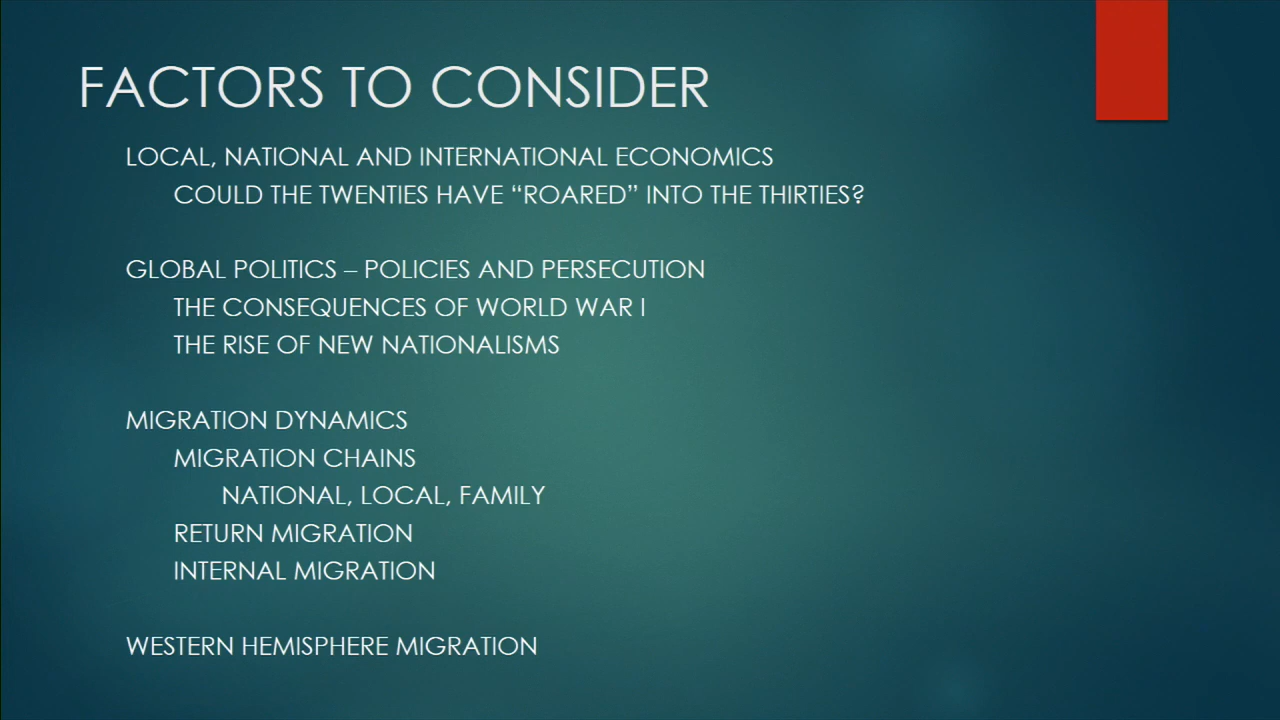 FACTORS TO CONSIDER
LOCAL, NATIONAL AND INTERNATIONAL ECONOMICS
COULD THE TWENTIES HAVE “ROARED” INTO THE THIRTIES?
GLOBAL POLITICS – POLICIES AND PERSECUTION
THE CONSEQUENCES OF WORLD WAR I
THE RISE OF NEW NATIONALISMS
MIGRATION DYNAMICS
MIGRATION CHAINS
NATIONAL, LOCAL, FAMILY
RETURN MIGRATION
INTERNAL MIGRATION
WESTERN HEMISPHERE MIGRATION